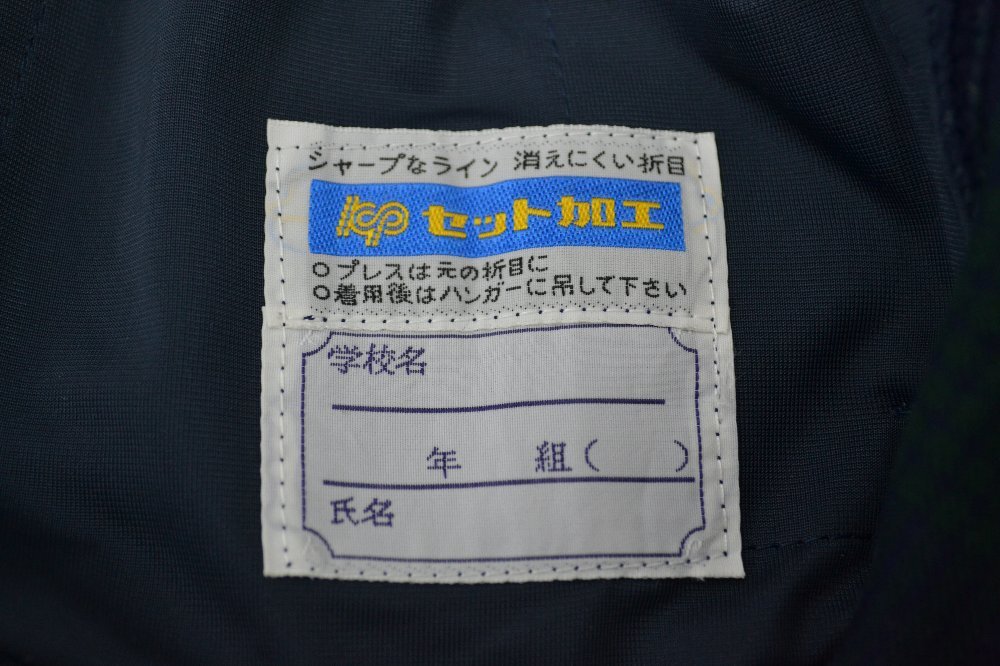 シャープなライン 消えにくい折目
セット加工
○プレスは元の折目に
○着用後はハンガーに吊して下さい
学校名
年 組( )
氏名